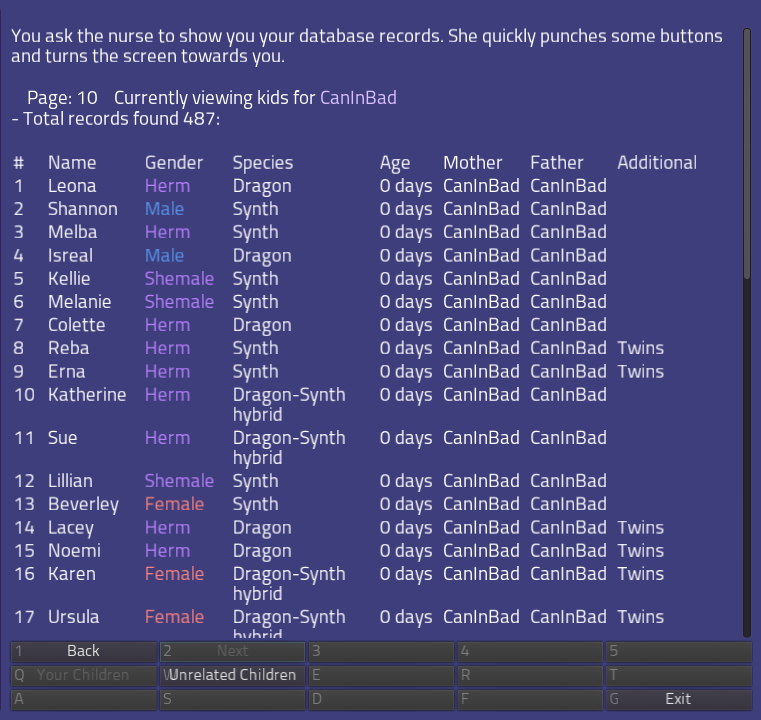 You ask the nurse to show you your database records. She quickly punches some buttons
and turns the screen towards you.
Page: 10 Currently viewing kids for CanInBad
- Total records found 487:
# Name Gender Species Age Mother Father Additional
1 Leona Herm Dragon 0 days CanInBad CanInBad
2 Shannon Male Synth 0 days CanInBad CanInBad
3 Melba Herm Synth 0 days CanInBad CanInBad
4 Isreal Male Dragon 0 days CanInBad CanInBad
5 Kellie Shemale Synth 0 days CanInBad CanInBad
6 Melanie Shemale Synth 0 days CanInBad CanInBad
7 Colette Herm Dragon 0 days CanInBad CanInBad
8 Reba Herm Synth 0 days CanInBad CanInBad Twins
9 Erna Herm Synth 0 days CanInBad CanInBad Twins
10 Katherine Herm Dragon-Synth 0 days CanInBad CanInBad
hybrid
11 Sue Herm Dragon-Synth 0 days CanInBad CanInBad
hybrid
12 Lillian Shemale Synth 0 days CanInBad CanInBad
13 Beverley Female Synth 0 days CanInBad CanInBad
14 Lacey Herm Dragon 0 days CanInBad CanInBad Twins
15 Noemi Herm Dragon 0 days CanInBad CanInBad Twins
16 Karen Female Dragon-Synth 0 days CanInBad CanInBad Twins
hybrid
17 Ursula Female Dragon-Synth 0 days CanInBad CanInBad Twins
hybrid
1 Back 2 Next 3 4 5
Q Your Children W Unrelated Children E R T
A S D F G Exit